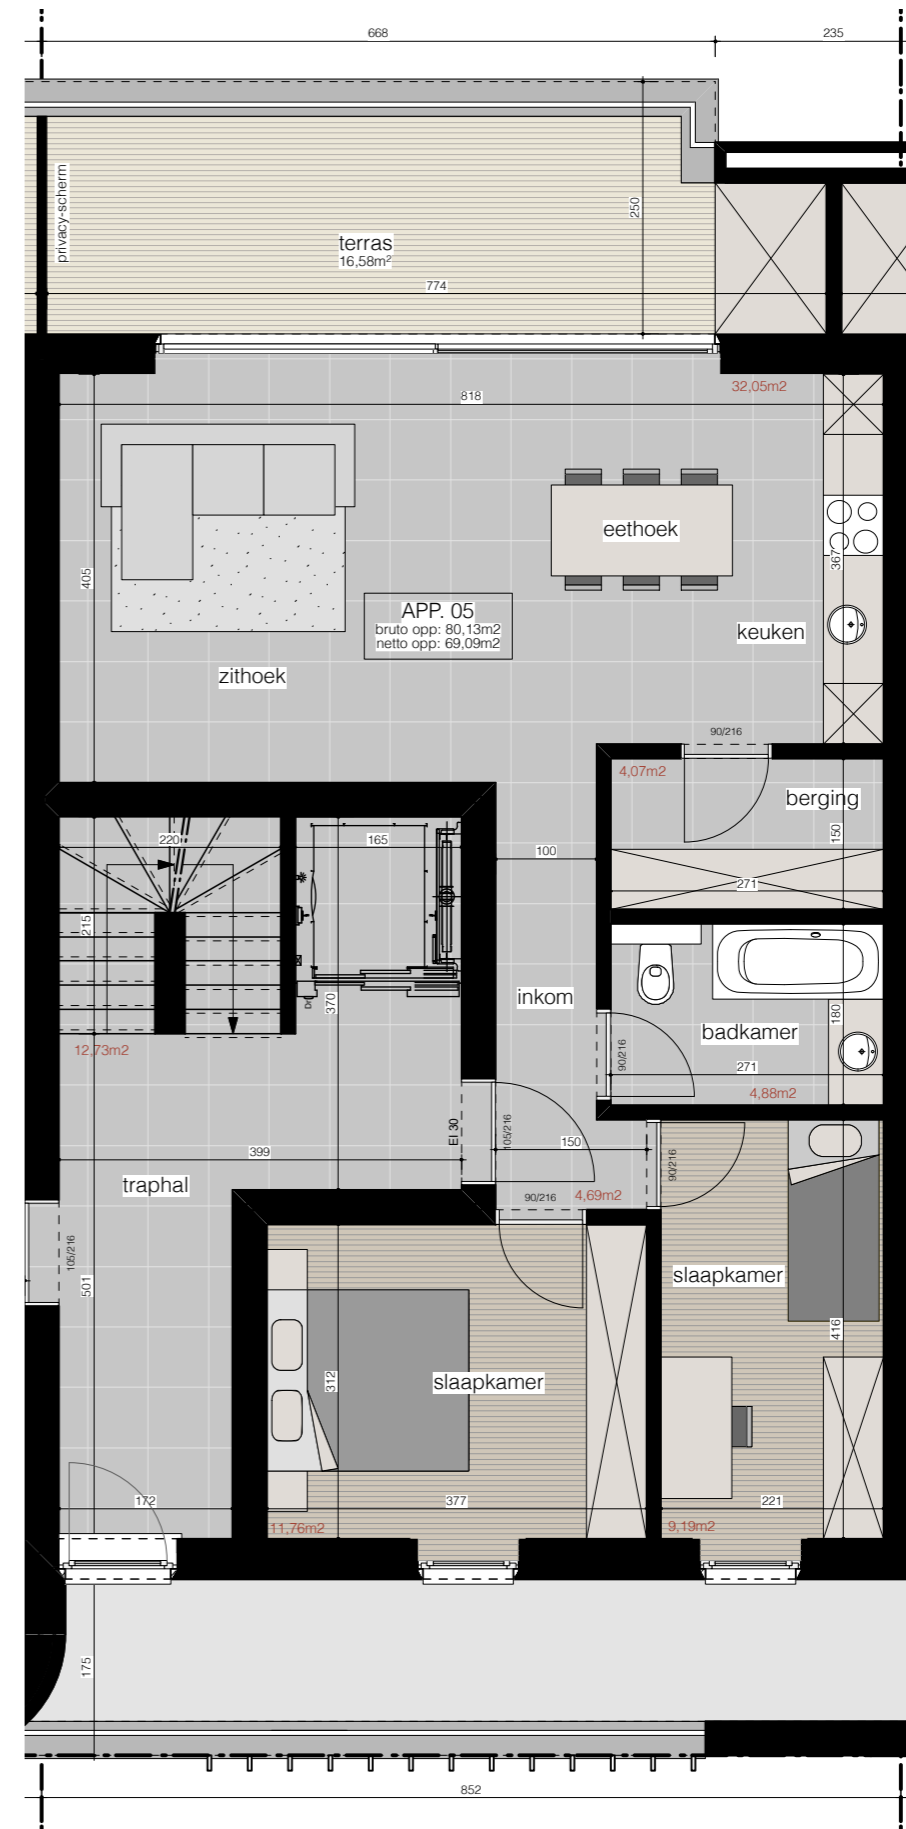 668
235
privacy-scherm
250
terras
16,58m²
774
32,05m2
818
eethoek
367
405
APP. 05
bruto opp: 80,13m2
netto opp: 69,09m2
keuken
zithoek
90/216
4,07m2
berging
150
220
165
100
271
215
370
inkom
180
badkamer
12,73m2
90/216
271
4,88m2
EI 30
105/216
150
399
90/216
traphal
90/216
4,69m2
105/216
501
slaapkamer
416
312
slaapkamer
172
377
221
11,76m2
9,19m2
175
852